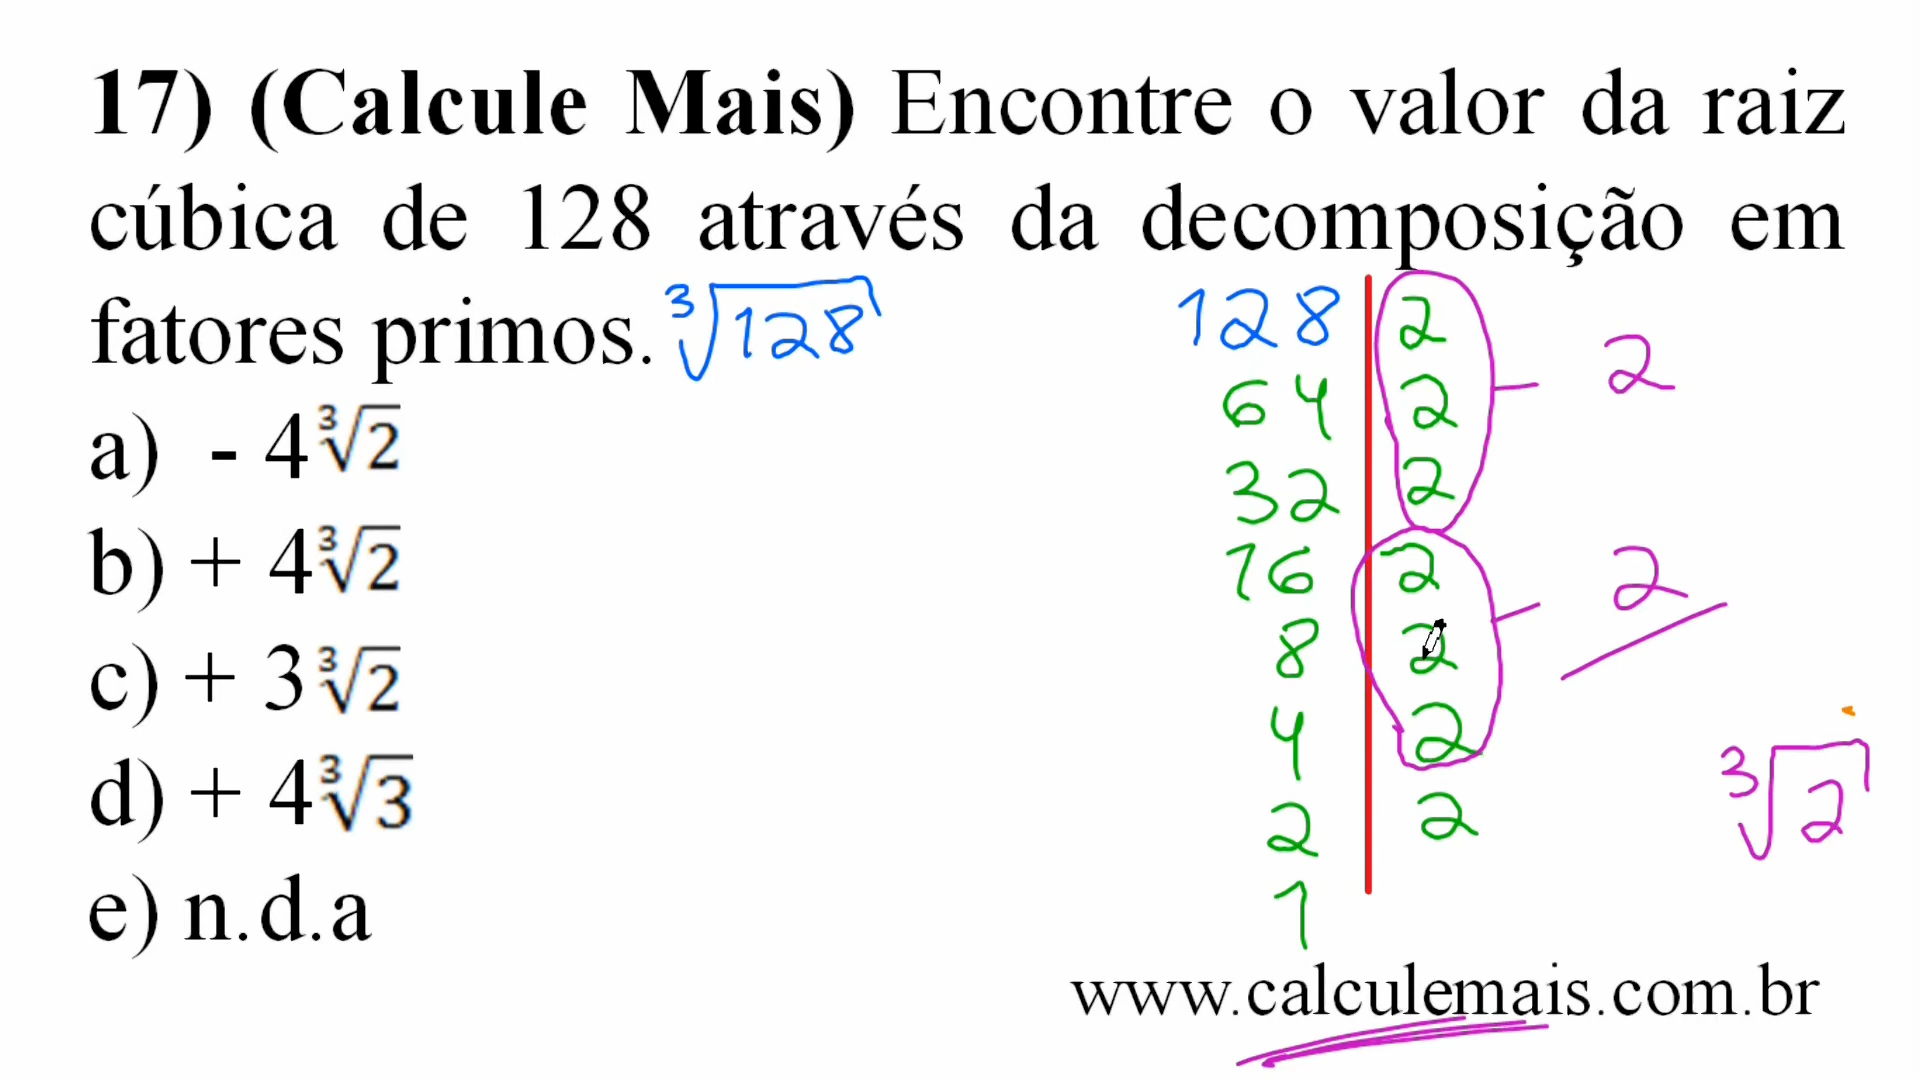 17) (Calcule Mais) Encontre o valor da raiz
cúbica de 128 através da decomposição em
fatores primos. ∛128
a) - 4∛2
b) + 4∛2
c) + 3∛2
d) + 4∛3
e) n.d.a
128 | 2
64 | 2
32 | 2
16 | 2
8 | 2
4 | 2
2 | 2
1
2
2
∛2
www.calculemais.com.br